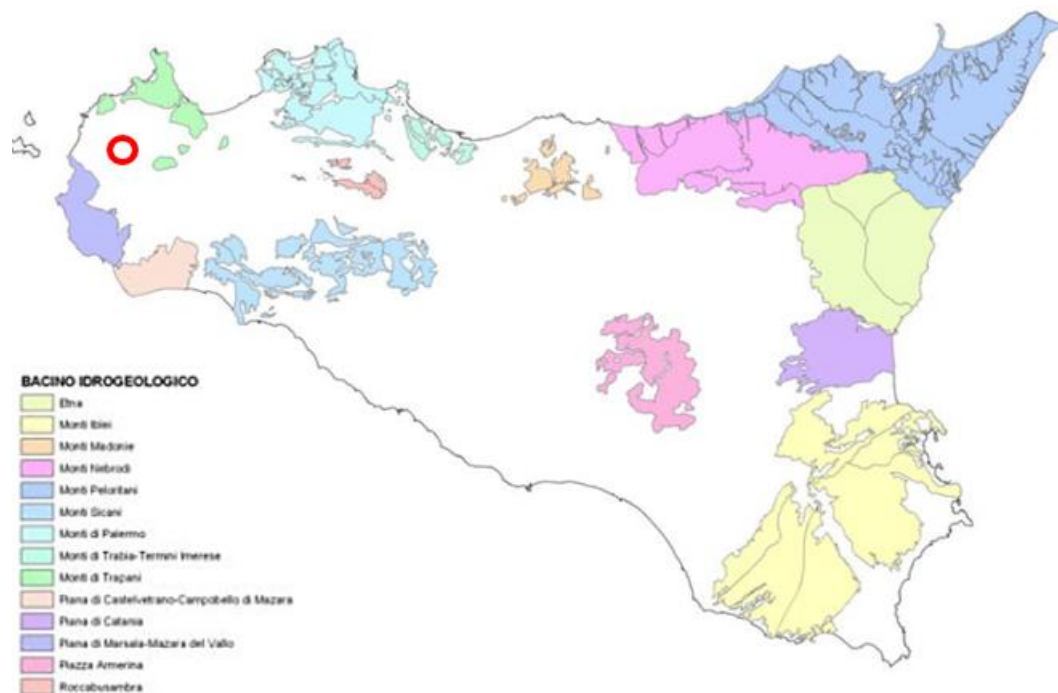 BACINO IDROGEOLOGICO
Etna
Monti Iblei
Monti Madonie
Monti Nebrodi
Monti Peloritani
Monti Sicani
Monti di Palermo
Monti di Trabia-Termini Imerese
Monti di Trapani
Piana di Castelvetrano-Campobello di Mazara
Piana di Catania
Piana di Marsala-Mazara del Vallo
Piazza Armerina
Roccabusambra